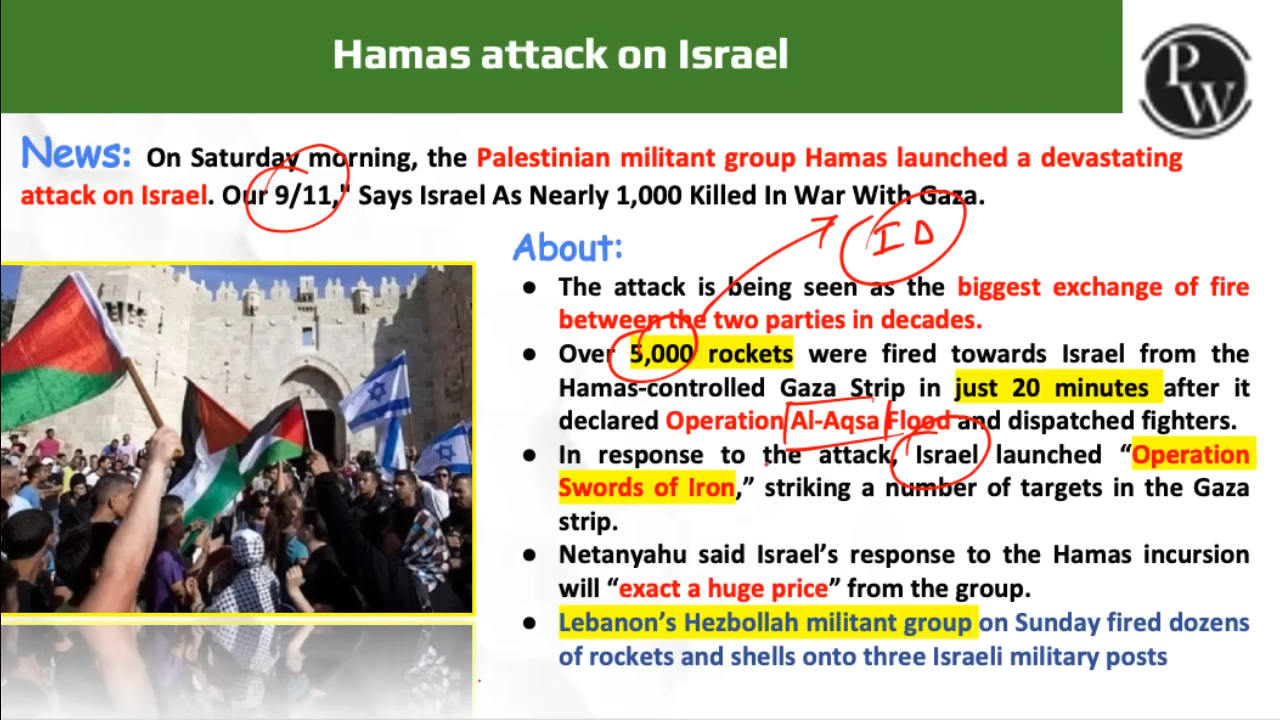 Hamas attack on Israel
PW
News: On Saturday morning, the Palestinian militant group Hamas launched a devastating
attack on Israel. Our 9/11," Says Israel As Nearly 1,000 Killed In War With Gaza.
I D
About:
● The attack is being seen as the biggest exchange of fire
between the two parties in decades.
● Over 5,000 rockets were fired towards Israel from the
Hamas-controlled Gaza Strip in just 20 minutes after it
declared Operation Al-Aqsa Flood and dispatched fighters.
● In response to the attack, Israel launched “Operation
Swords of Iron,” striking a number of targets in the Gaza
strip.
● Netanyahu said Israel’s response to the Hamas incursion
will “exact a huge price” from the group.
● Lebanon’s Hezbollah militant group on Sunday fired dozens
of rockets and shells onto three Israeli military posts